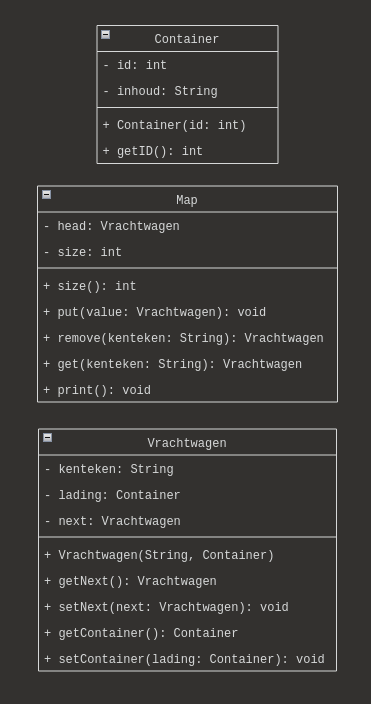 Container
- id: int
- inhoud: String
+ Container(id: int)
+ getID(): int
Map
- head: Vrachtwagen
- size: int
+ size(): int
+ put(value: Vrachtwagen): void
+ remove(kenteken: String): Vrachtwagen
+ get(kenteken: String): Vrachtwagen
+ print(): void
Vrachtwagen
- kenteken: String
- lading: Container
- next: Vrachtwagen
+ Vrachtwagen(String, Container)
+ getNext(): Vrachtwagen
+ setNext(next: Vrachtwagen): void
+ getContainer(): Container
+ setContainer(lading: Container): void